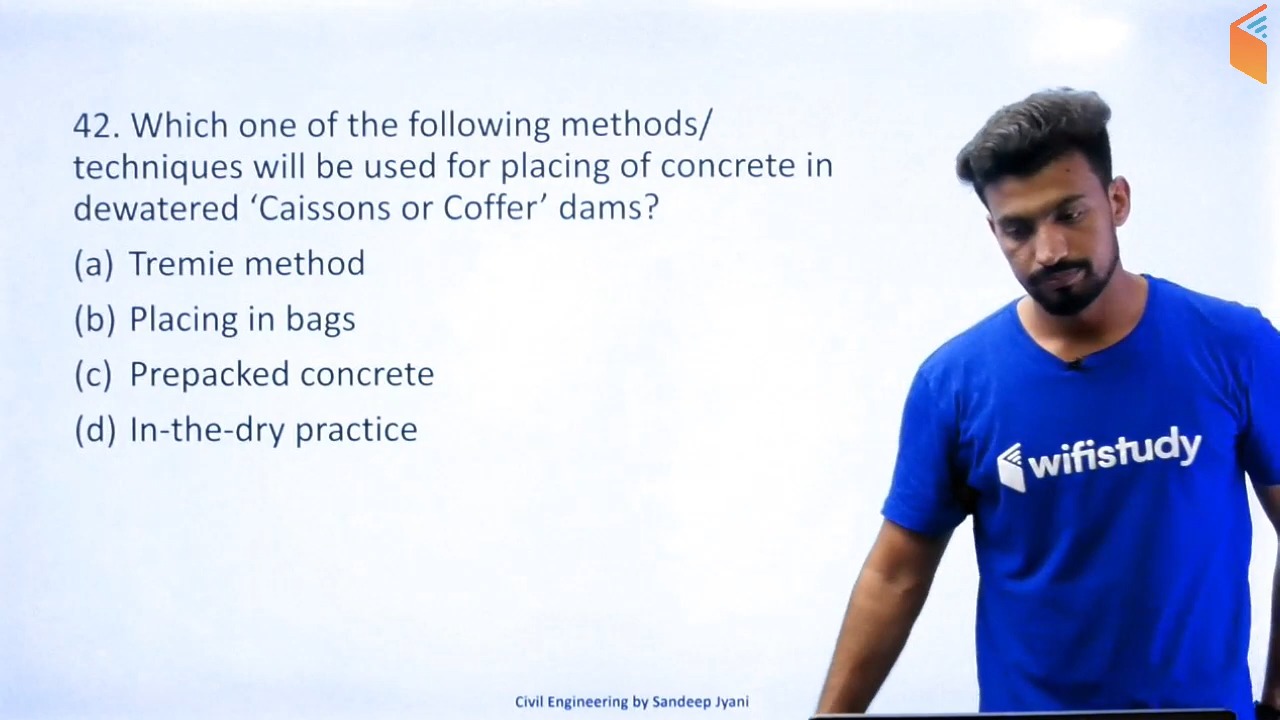 42. Which one of the following methods/
techniques will be used for placing of concrete in
dewatered ‘Caissons or Coffer’ dams?
(a) Tremie method
(b) Placing in bags
(c) Prepacked concrete
(d) In-the-dry practice
wifistudy
Civil Engineering by Sandeep Jyani